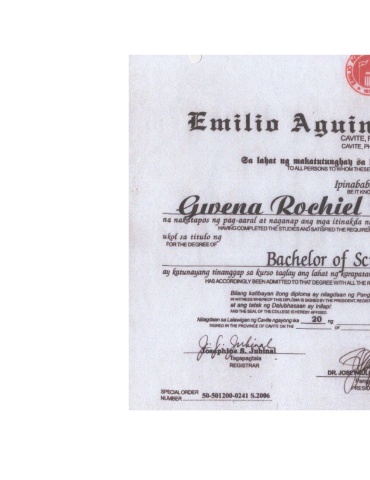 Emilio Aguin
CAVITE,
CAVITE, PH
Sa lahat ng makatutunghay sa
TO ALL PERSONS TO WHOM THESE
Ipinabab
BE IT KNO
Gwena Rochiel
na nakatapos ng pag-aaral at naganap ang mga itinakda
HAVING COMPLETED THE STUDIES AND SATISFIED THE REQUIRE
ukol sa titulo ng
FOR THE DEGREE OF
Bachelor of Sc
ay katunayang tinanggap sa kurso taglay ang lahat ng karapata
HAS ACCORDINGLY BEEN ADMITTED TO THAT DEGREE WITH ALL THE R
Bilang katibayan itong diploma ay nilagdaan ng Pang
IN WITNESS WHEREOF THIS DIPLOMA IS SIGNED BY THE PRESIDENT, REGIST
at ang tatak ng Dalubhasaan ay inilapi
AND THE SEAL OF THE COLLEGE IS HERETO AFFIXED
Nilagdaan sa Lalawigan ng Cavite ngayong ika 20 ng
SIGNED IN THE PROVINCE OF CAVITE ON THE OF
Josephine S. Jubinal
Tagapagtala
REGISTRAR
DR. JOSE
Pang
PRESID
SPECIAL ORDER
NUMBER 50-501200-0241 S.2006